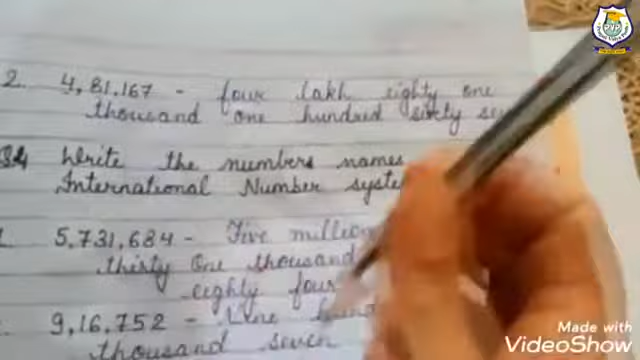 2. 4,81,167 - four lakh eighty one
thousand one hundred sixty
Q4 Write the numbers names
International Number
5,731,684 - Five million
thirty One thousand
eighty four
9,16,752 - Nine
thousand seven
Made with
VideoShow